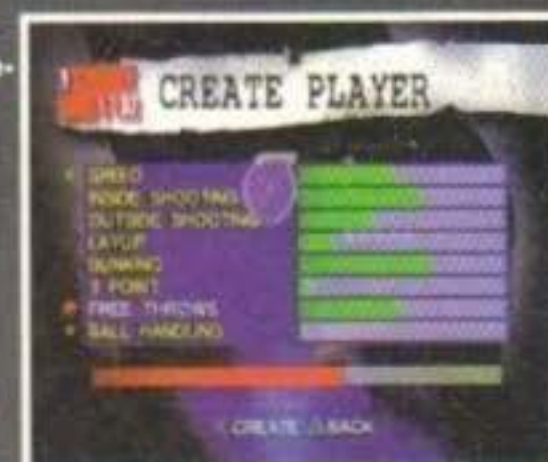 CREATE PLAYER
SPEED
INSIDE SHOOTING
OUTSIDE SHOOTING
LAYUP
DUNKING
3 POINT
FREE THROWS
BALL HANDLING
CREATE BACK